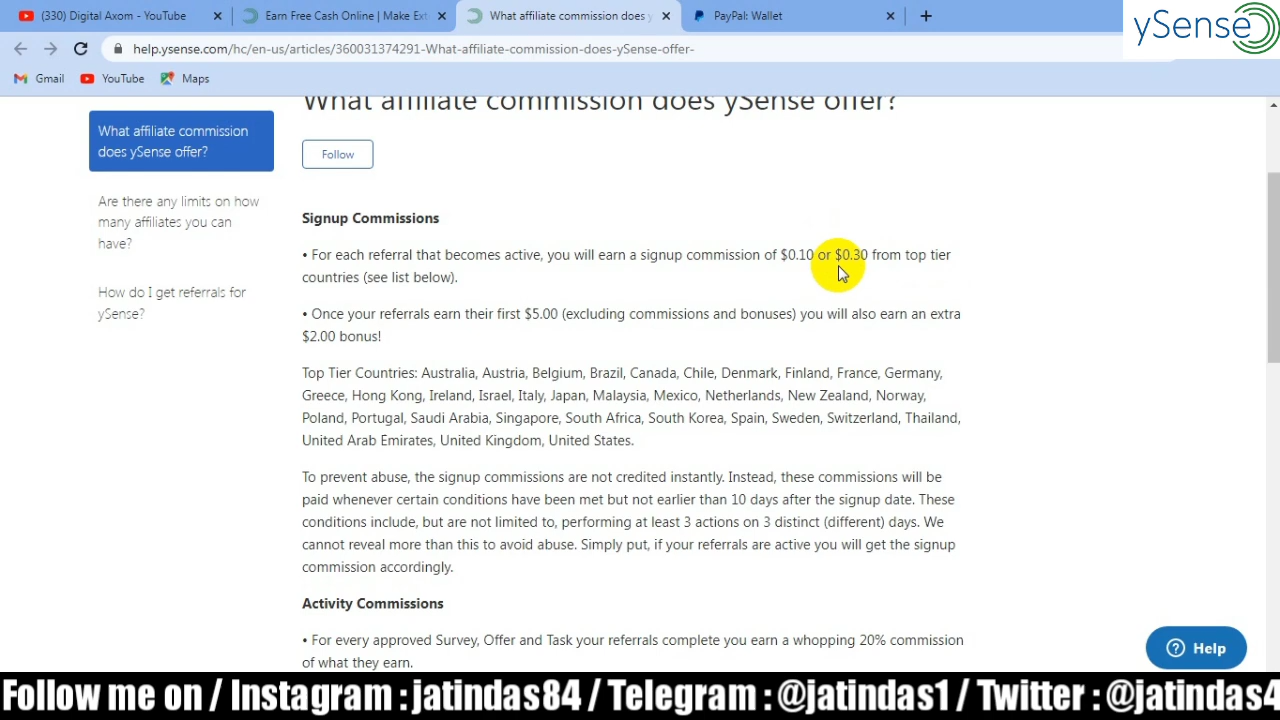 (330) Digital Axom - YouTube
Earn Free Cash Online | Make Ext
What affiliate commission does y
PayPal: Wallet
ySense
help.ysense.com/hc/en-us/articles/360031374291-What-affiliate-commission-does-ySense-offer-
Gmail
YouTube
Maps
What affiliate commission does ySense offer?
What affiliate commission
does ySense offer?
Follow
Are there any limits on how
many affiliates you can
have?
How do I get referrals for
ySense?
Signup Commissions
• For each referral that becomes active, you will earn a signup commission of $0.10 or $0.30 from top tier
countries (see list below).
• Once your referrals earn their first $5.00 (excluding commissions and bonuses) you will also earn an extra
$2.00 bonus!
Top Tier Countries: Australia, Austria, Belgium, Brazil, Canada, Chile, Denmark, Finland, France, Germany,
Greece, Hong Kong, Ireland, Israel, Italy, Japan, Malaysia, Mexico, Netherlands, New Zealand, Norway,
Poland, Portugal, Saudi Arabia, Singapore, South Africa, South Korea, Spain, Sweden, Switzerland, Thailand,
United Arab Emirates, United Kingdom, United States.
To prevent abuse, the signup commissions are not credited instantly. Instead, these commissions will be
paid whenever certain conditions have been met but not earlier than 10 days after the signup date. These
conditions include, but are not limited to, performing at least 3 actions on 3 distinct (different) days. We
cannot reveal more than this to avoid abuse. Simply put, if your referrals are active you will get the signup
commission accordingly.
Activity Commissions
• For every approved Survey, Offer and Task your referrals complete you earn a whopping 20% commission
of what they earn.
Help
Follow me on / Instagram : jatindas84 / Telegram : @jatindas1 / Twitter : @jatindas4